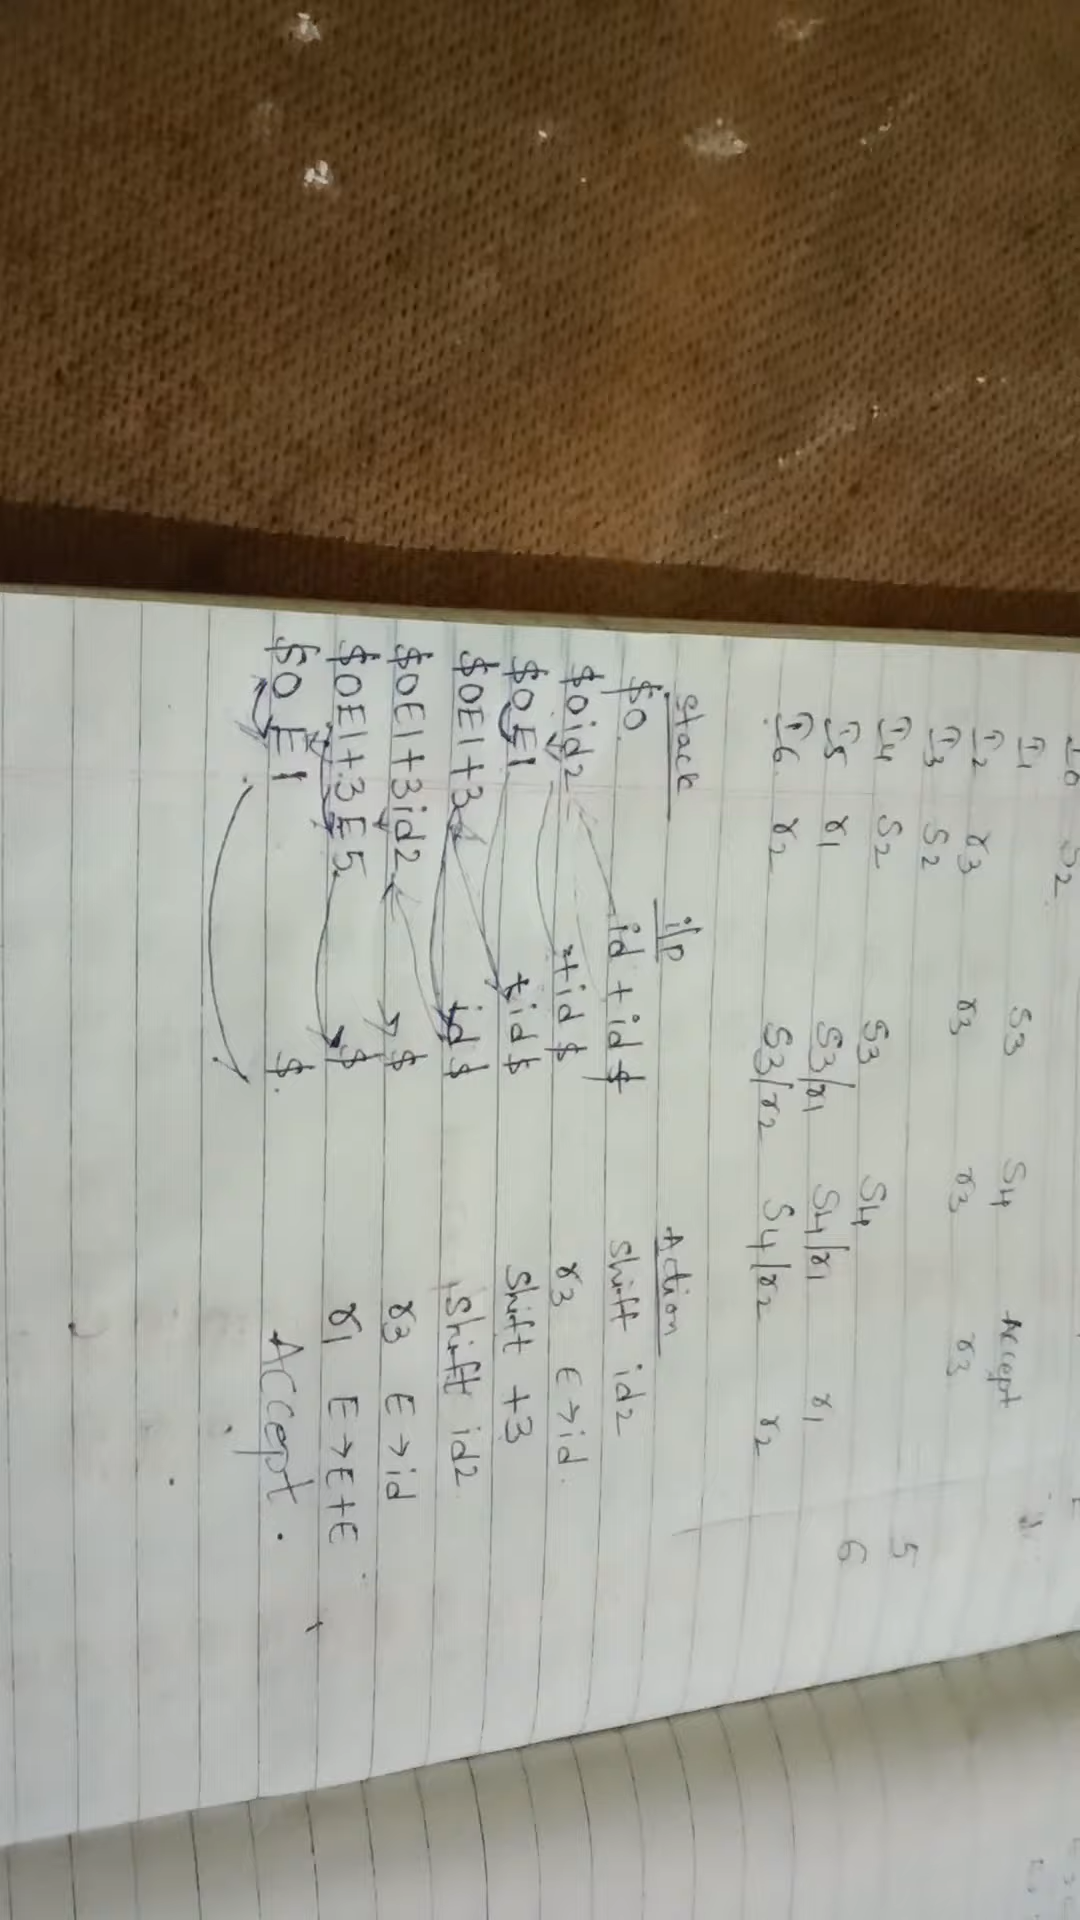 I0 S2
I1 S3 S4 Accept
I2 r3 r3 r3 r3
I3 S2 5
I4 S2 S3 S4 6
I5 r1 S3/r1 S4/r1 r1
I6 r2 S3/r2 S4/r2 r2
Stack i/p Action
$0 id + id $ Shift id2
$0id2 +id $ r3 E→id
$0E1 +id $ Shift +3
$0E1+3 id $ Shift id2
$0E1+3id2 $ r3 E→id
$0E1+3E5 $ r1 E→E+E
$0E1 $ Accept.